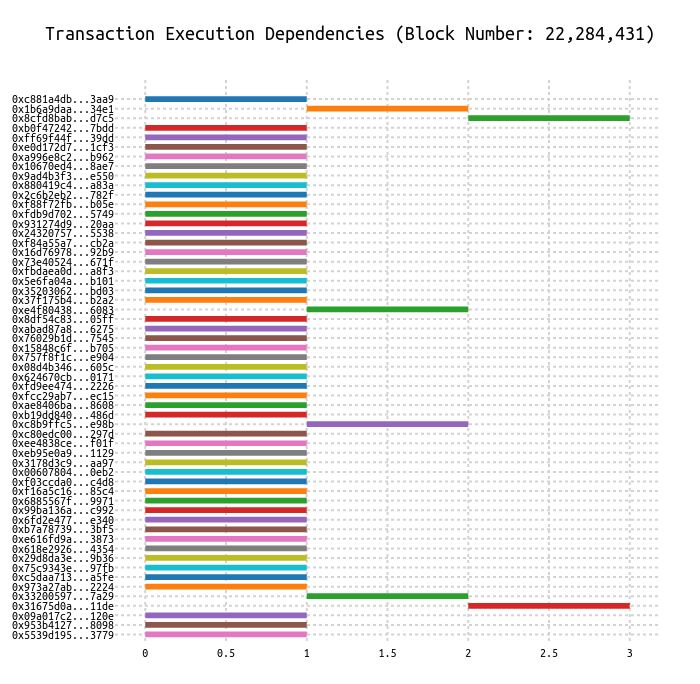 Transaction Execution Dependencies (Block Number: 22,284,431)
0xc881a4db...3aa9
0x1b6a9daa...34e1
0x8cfd8bab...d7c5
0xb0f47242...7bdd
0xff69f44f...39dd
0xe0d172d7...1cf3
0xa996e8c2...b962
0x10670ed4...8ae7
0x9ad4b3f3...e550
0x880419c4...a83a
0x2c6b2eb2...782f
0xf88f72fb...b05e
0xfdb9d702...5749
0x931274d9...20aa
0x24320757...5538
0xf84a55a7...cb2a
0x16d76978...92b9
0x73e40524...671f
0xfbdaea0d...a8f3
0x5e6fa04a...b101
0x35203062...bd03
0x37f175b4...b2a2
0xe4f80438...6083
0x8df54c83...05ff
0xabad87a8...6275
0x76029b1d...7545
0x15848c6f...b705
0x757f8f1c...e904
0x08d4b346...605c
0x624670cb...0171
0xfd9ee474...2226
0xfcc29ab7...ec15
0xae8406ba...8608
0xb19dd840...486d
0xc8b9ffc5...e98b
0xc80edc00...297d
0xee4838ce...f01f
0xeb95e0a9...1129
0x3178d3c9...aa97
0x00607804...0eb2
0xf03ccda0...c4d8
0xf16a5c16...85c4
0x6885567f...9971
0x99ba136a...c992
0x6fd2e477...e340
0xb7a78739...3bf5
0xe616fd9a...3873
0x618e2926...4354
0x29d8da3e...9b36
0x75c9343e...97fb
0xc5daa713...a5fe
0x973a27ab...2224
0x33200597...7a29
0x31675d0a...11de
0x09a017c2...120e
0x953b4127...8098
0x5539d195...3779
0 0.5 1 1.5 2 2.5 3